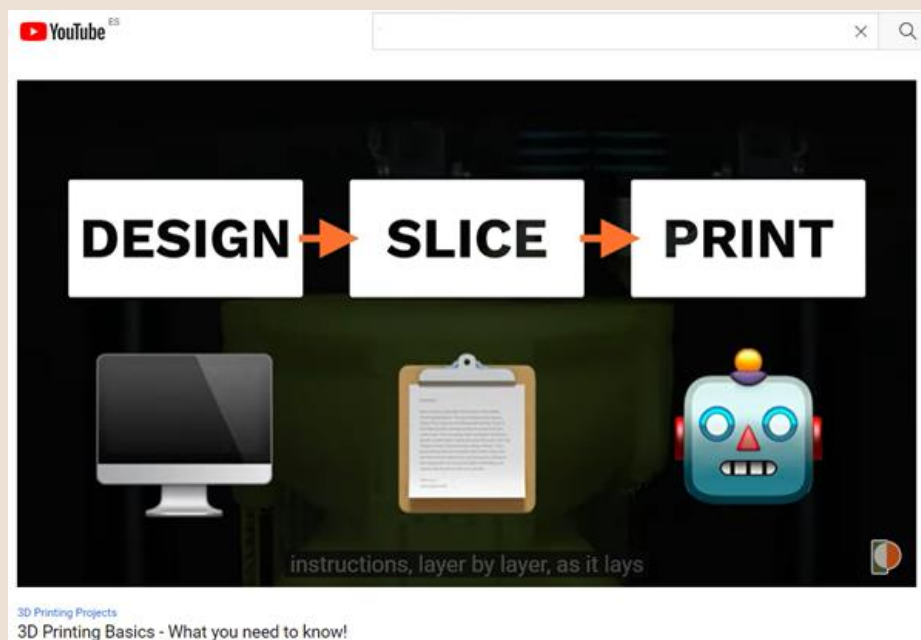 YouTube ES
DESIGN SLICE PRINT
instructions, layer by layer, as it lays
3D Printing Projects
3D Printing Basics - What you need to know!